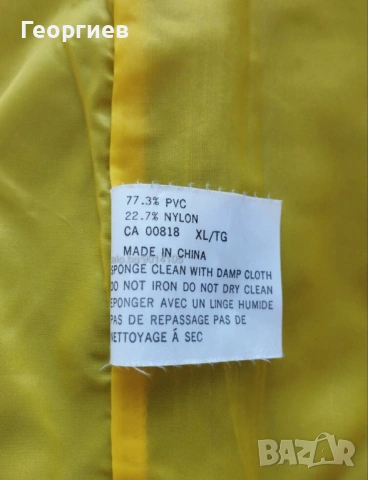 Георгиев
77.3% PVC
22.7% NYLON
CA 00818 XL/TG
MADE IN CHINA
SPONGE CLEAN WITH DAMP CLOTH
DO NOT IRON DO NOT DRY CLEAN
EPONGER AVEC UN LINGE HUMIDE
PAS DE REPASSAGE PAS DE
NETTOYAGE Á SEC
BAZAR